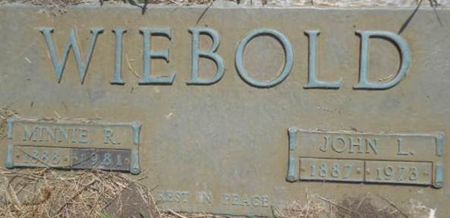 WIEBOLD
MINNIE R.
1888 - 1981
JOHN L.
1887 - 1973
REST IN PEACE